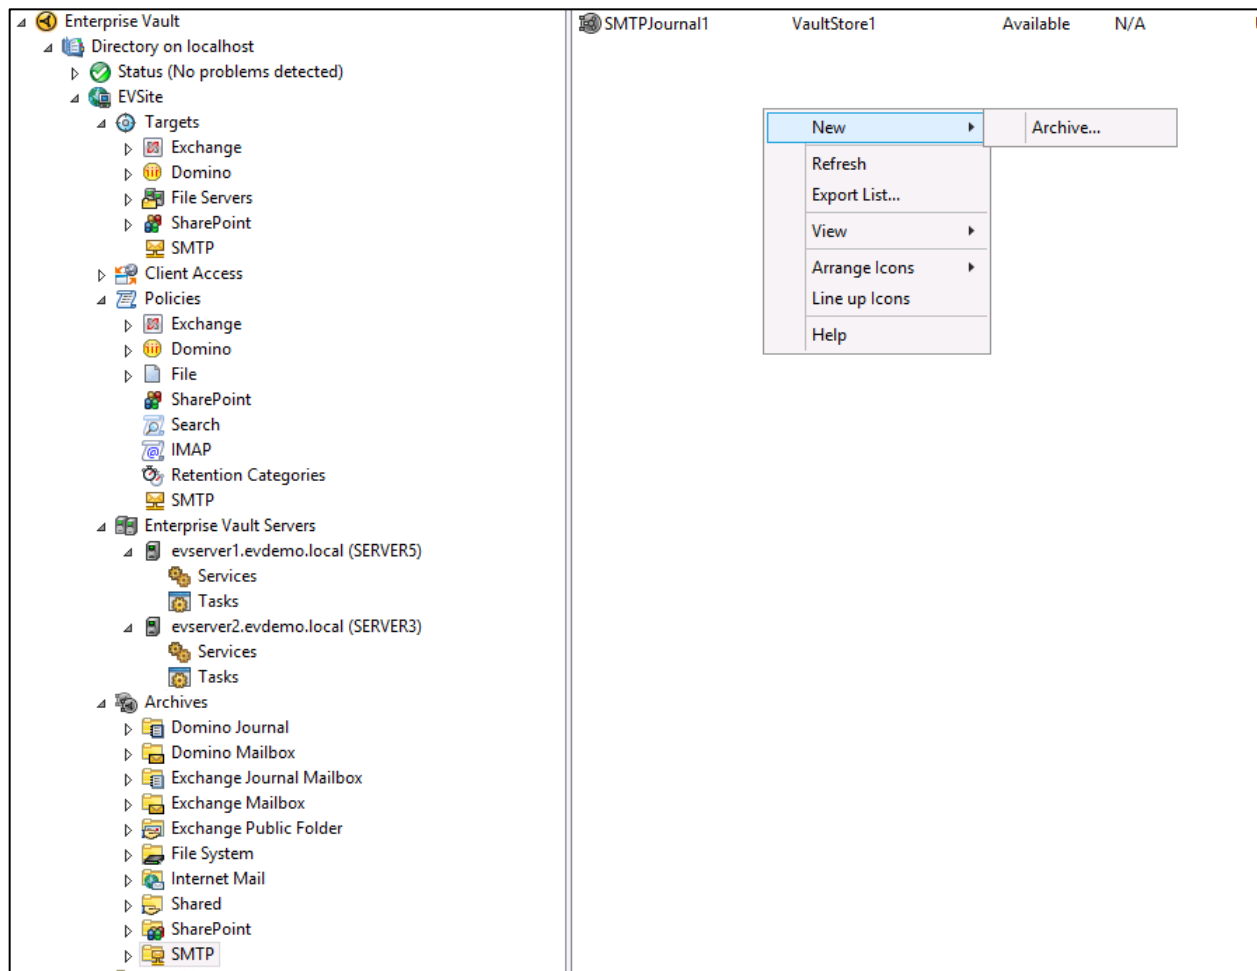 Enterprise Vault
Directory on localhost
Status (No problems detected)
EVSite
Targets
Exchange
Domino
File Servers
SharePoint
SMTP
Client Access
Policies
Exchange
Domino
File
SharePoint
Search
IMAP
Retention Categories
SMTP
Enterprise Vault Servers
evserver1.evdemo.local (SERVER5)
Services
Tasks
evserver2.evdemo.local (SERVER3)
Services
Tasks
Archives
Domino Journal
Domino Mailbox
Exchange Journal Mailbox
Exchange Mailbox
Exchange Public Folder
File System
Internet Mail
Shared
SharePoint
SMTP
SMTPJournal1 VaultStore1 Available N/A
New
Archive...
Refresh
Export List...
View
Arrange Icons
Line up Icons
Help